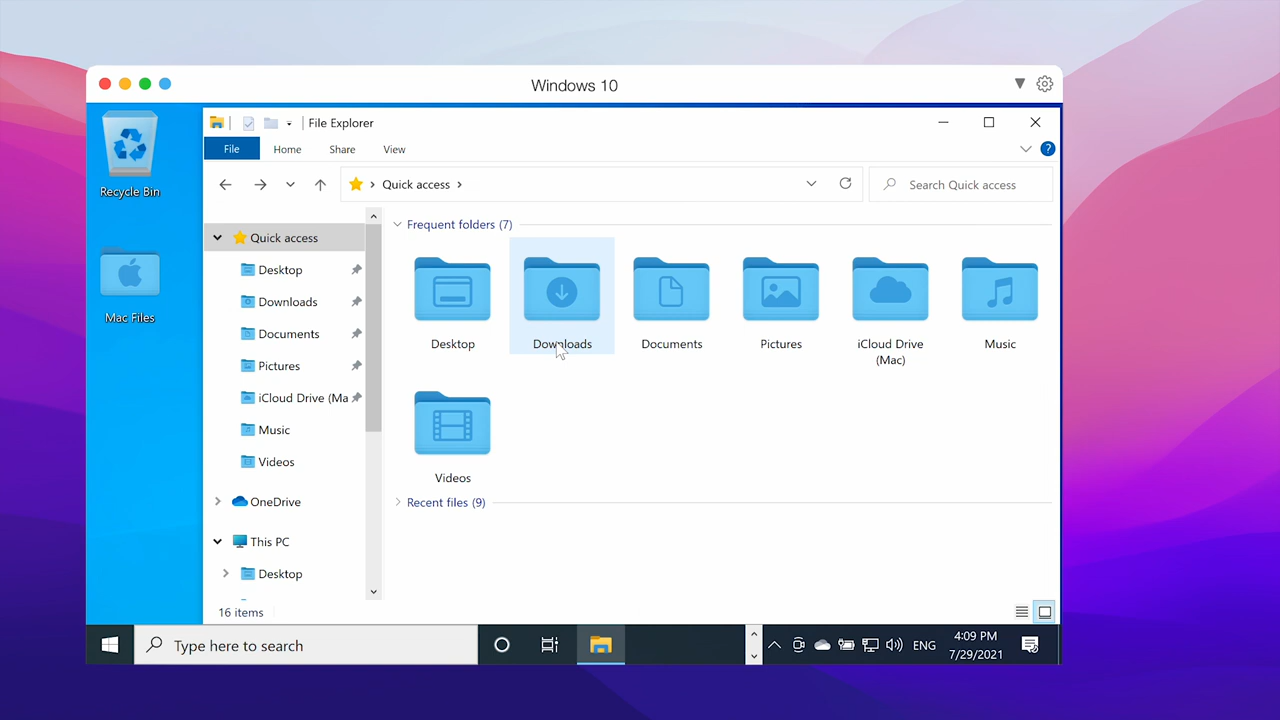 Windows 10
Recycle Bin
Mac Files
File Explorer
File
Home
Share
View
?
Quick access
Search Quick access
Quick access
Desktop
Downloads
Documents
Pictures
iCloud Drive (Ma
Music
Videos
OneDrive
This PC
Desktop
Frequent folders (7)
Desktop
Downloads
Documents
Pictures
iCloud Drive
(Mac)
Music
Videos
Recent files (9)
16 items
Type here to search
ENG
4:09 PM
7/29/2021